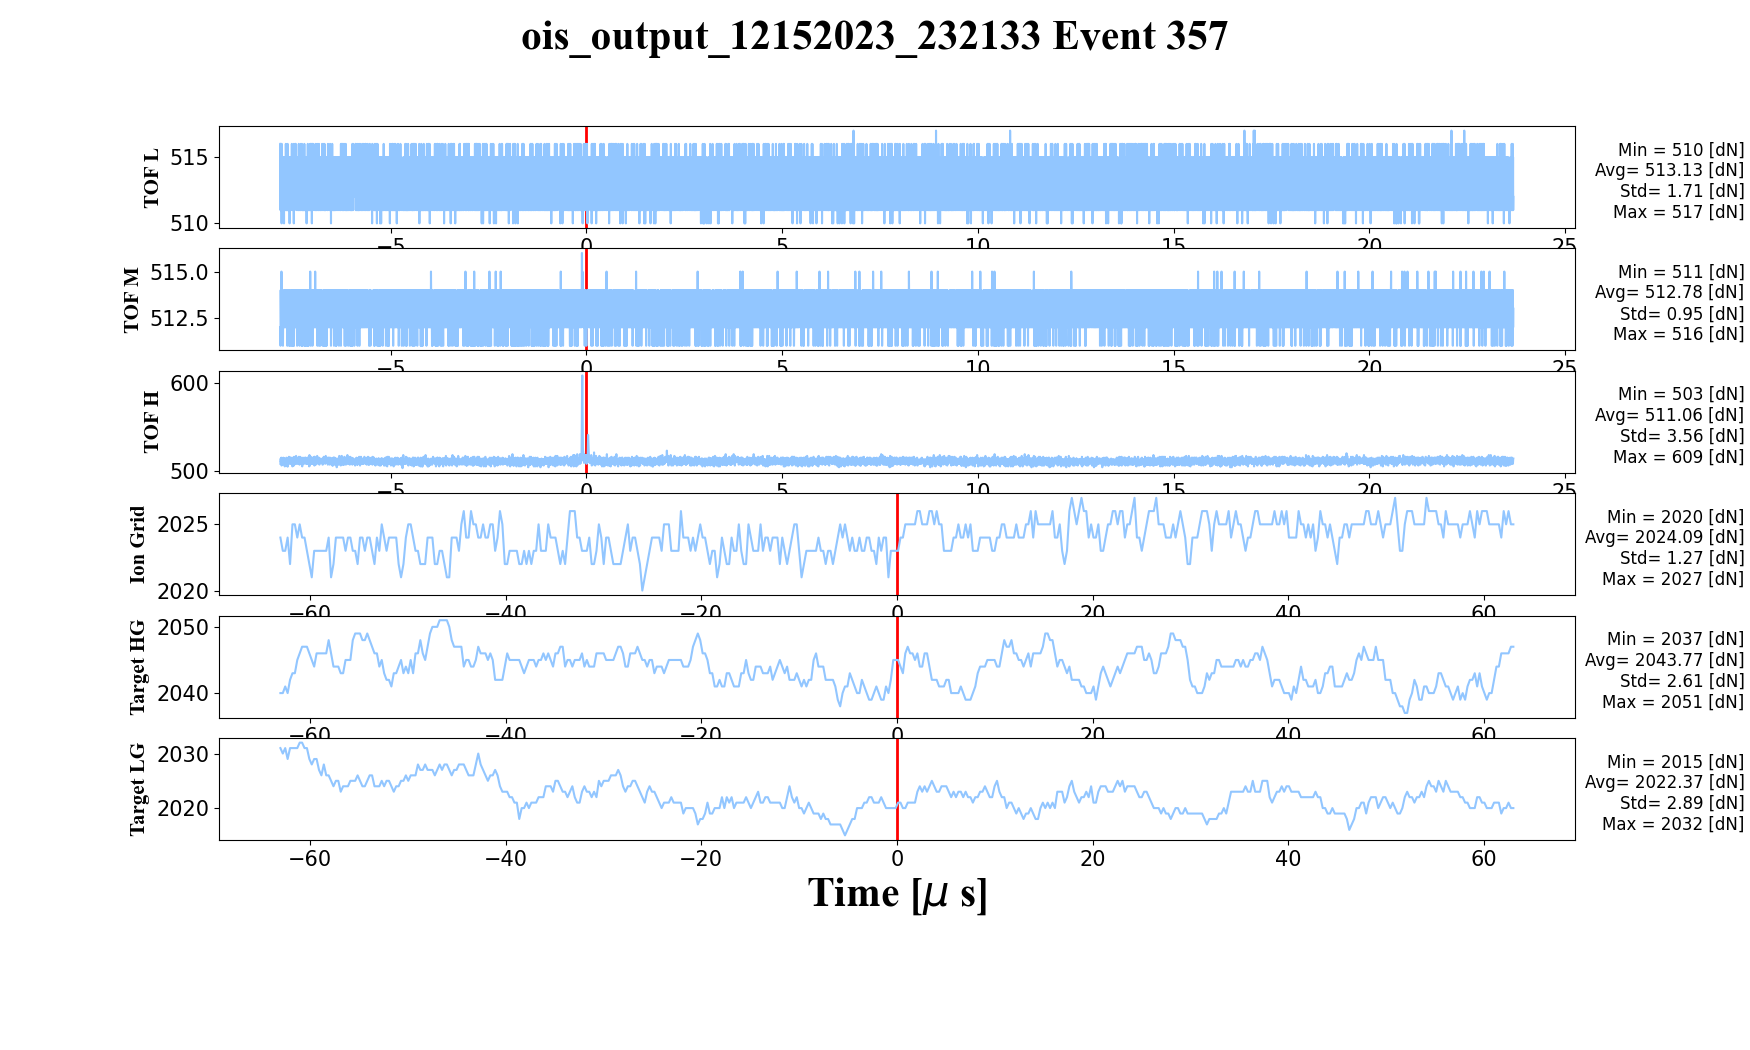 ois_output_12152023_232133 Event 357
TOF L
515
510
−5 0 5 10 15 20 25
Min = 510 [dN]
Avg= 513.13 [dN]
Std= 1.71 [dN]
Max = 517 [dN]
TOF M
515.0
512.5
−5 0 5 10 15 20 25
Min = 511 [dN]
Avg= 512.78 [dN]
Std= 0.95 [dN]
Max = 516 [dN]
TOF H
600
500
−5 0 5 10 15 20 25
Min = 503 [dN]
Avg= 511.06 [dN]
Std= 3.56 [dN]
Max = 609 [dN]
Ion Grid
2025
2020
−60 −40 −20 0 20 40 60
Min = 2020 [dN]
Avg= 2024.09 [dN]
Std= 1.27 [dN]
Max = 2027 [dN]
Target HG
2050
2040
−60 −40 −20 0 20 40 60
Min = 2037 [dN]
Avg= 2043.77 [dN]
Std= 2.61 [dN]
Max = 2051 [dN]
Target LG
2030
2020
−60 −40 −20 0 20 40 60
Min = 2015 [dN]
Avg= 2022.37 [dN]
Std= 2.89 [dN]
Max = 2032 [dN]
Time [μ s]